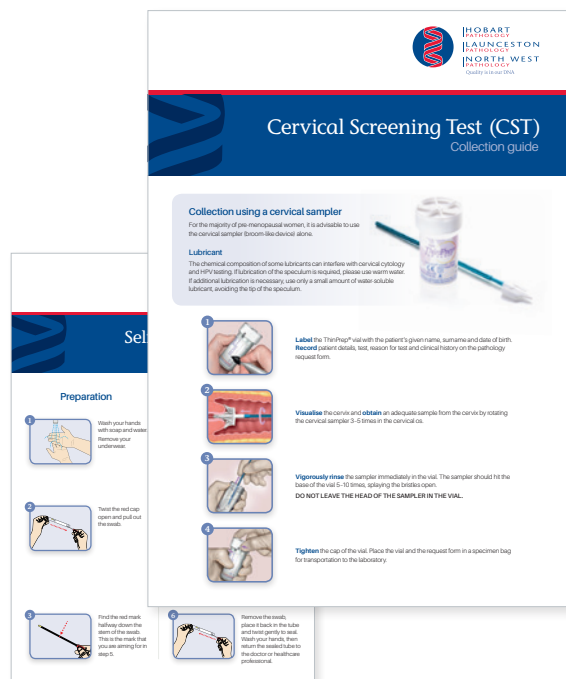 HOBART
PATHOLOGY
LAUNCESTON
PATHOLOGY
NORTH WEST
PATHOLOGY
Quality is in our DNA
Cervical Screening Test (CST)
Collection guide
Collection using a cervical sampler
For the majority of pre-menopausal women, it is advisable to use
the cervical sampler (broom-like device) alone.
Lubricant
The chemical composition of some lubricants can interfere with cervical cytology
and HPV testing. If lubrication of the speculum is required, please use warm water.
If additional lubrication is necessary, use only a small amount of water soluble
lubricant, avoiding the tip of the speculum.
1
Label the ThinPrep® vial with the patient's given name, surname and date of birth.
Record patient details, test, reason for test and clinical history on the pathology
request form.
2
Visualise the cervix and obtain an adequate sample from the cervix by rotating
the cervical sampler 3-5 times in the cervical os.
3
Vigorously rinse the sampler immediately in the vial. The sampler should hit the
base of the vial 5-10 times, splaying the bristles open.
DO NOT LEAVE THE HEAD OF THE SAMPLER IN THE VIAL.
4
Tighten the cap of the vial. Place the vial and the request form in a specimen bag
for transportation to the laboratory.
Sel
Preparation
1
Wash your hands
with soap and water.
Remove your
underwear.
2
Twist the red cap
open and pull out
the swab.
3
Find the red mark
halfway down the
stem of the swab.
This is the mark that
you are aiming for in
step 5.
6
Remove the swab,
place it back in the tube
and twist gently to seal.
Wash your hands, then
return the sealed tube to
the doctor or healthcare
professional.